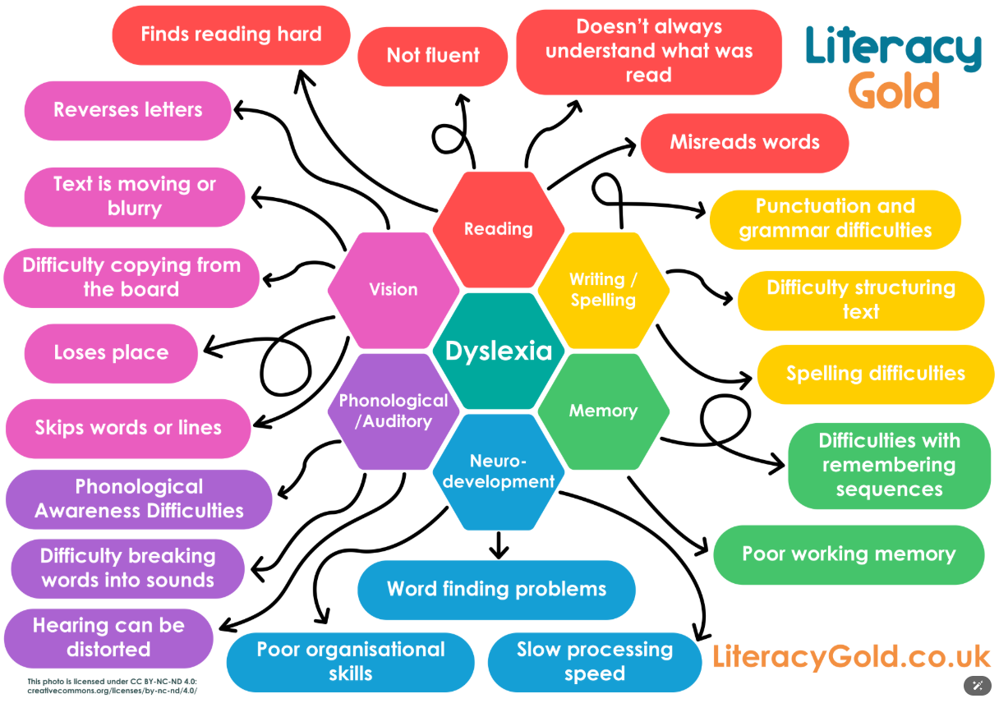 Finds reading hard
Not fluent
Doesn’t always
understand what was
read
Literacy
Gold
Reverses letters
Misreads words
Text is moving or
blurry
Punctuation and
grammar difficulties
Reading
Difficulty copying from
the board
Vision
Writing /
Spelling
Difficulty structuring
text
Loses place
Dyslexia
Spelling difficulties
Skips words or lines
Phonological
/Auditory
Memory
Difficulties with
remembering
sequences
Neuro-
development
Phonological
Awareness Difficulties
Difficulty breaking
words into sounds
Poor working memory
Word finding problems
Hearing can be
distorted
Poor organisational
skills
Slow processing
speed
LiteracyGold.co.uk
This photo is licensed under CC BY-NC-ND 4.0:
creativecommons.org/licenses/by-nc-nd/4.0/